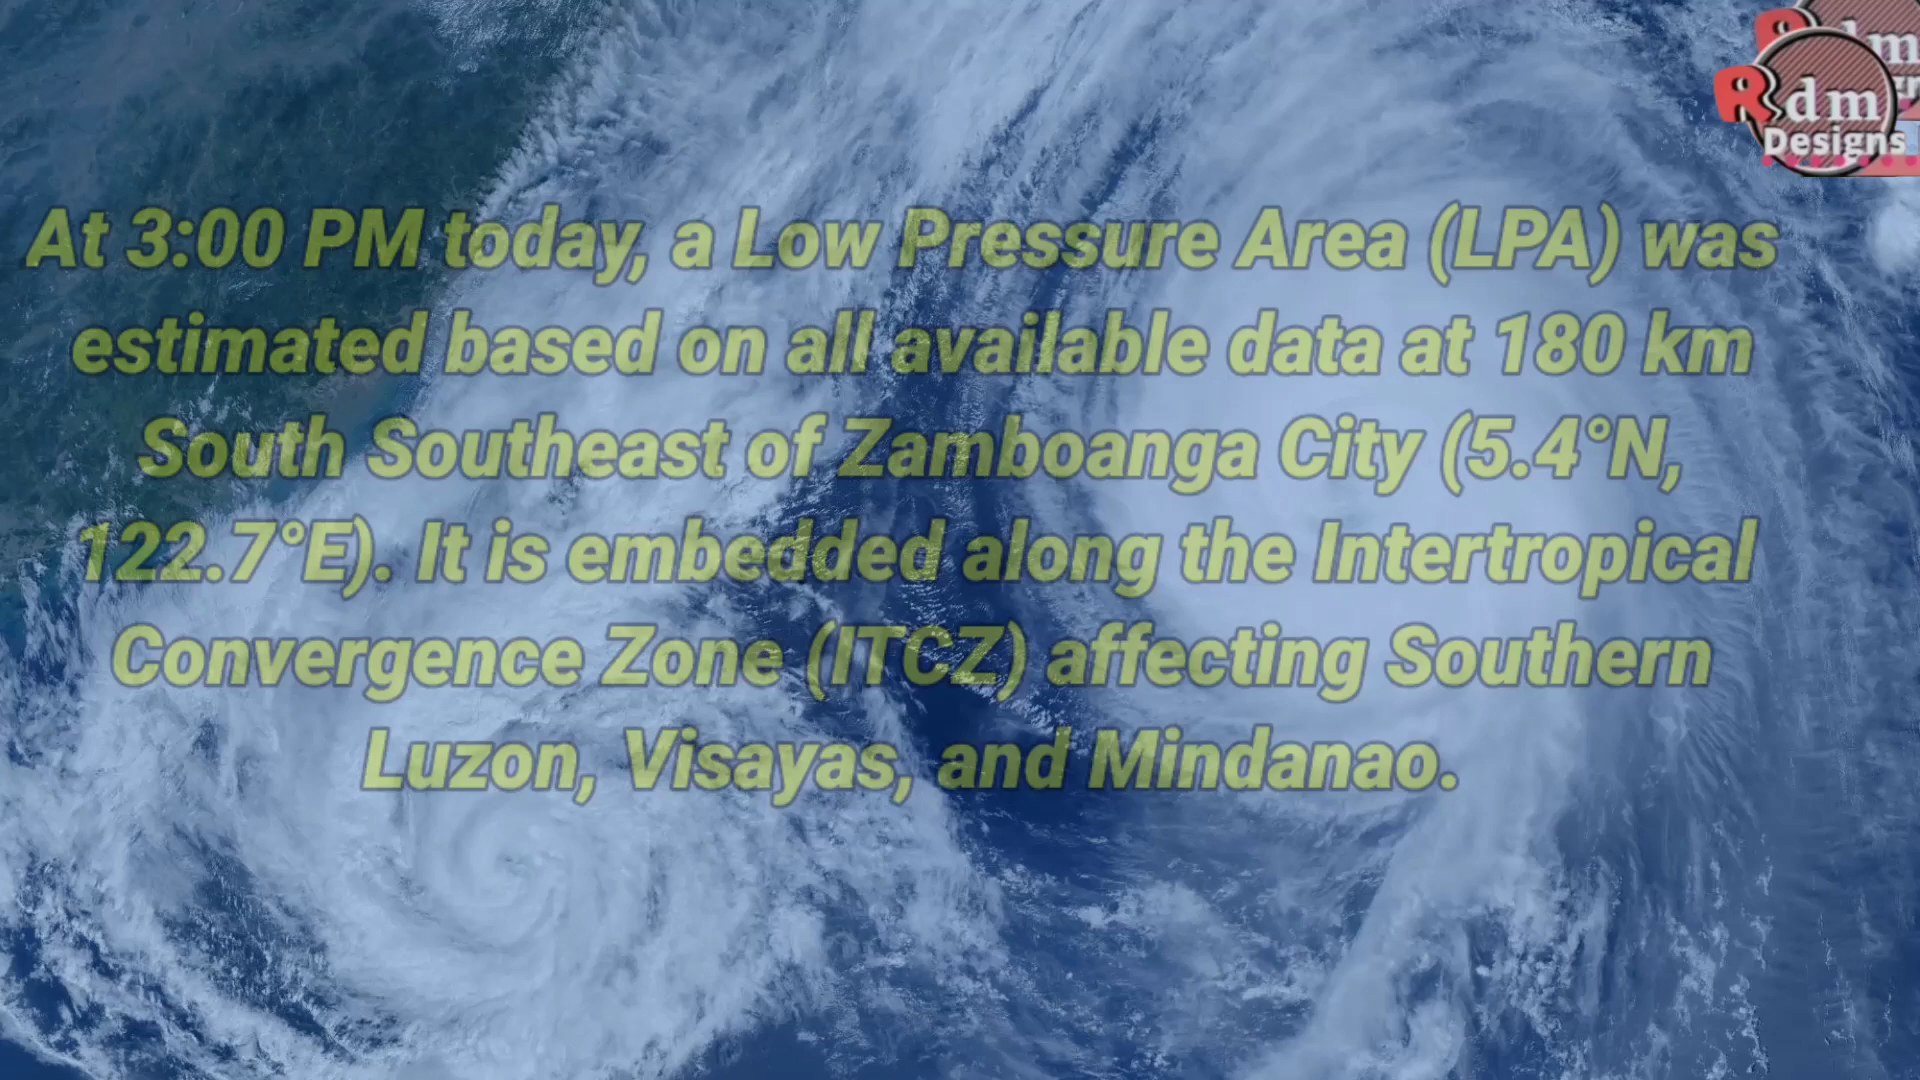 Rdm
Designs
At 3:00 PM today, a Low Pressure Area (LPA) was
estimated based on all available data at 180 km
South Southeast of Zamboanga City (5.4°N,
122.7°E). It is embedded along the Intertropical
Convergence Zone (ITCZ) affecting Southern
Luzon, Visayas, and Mindanao.